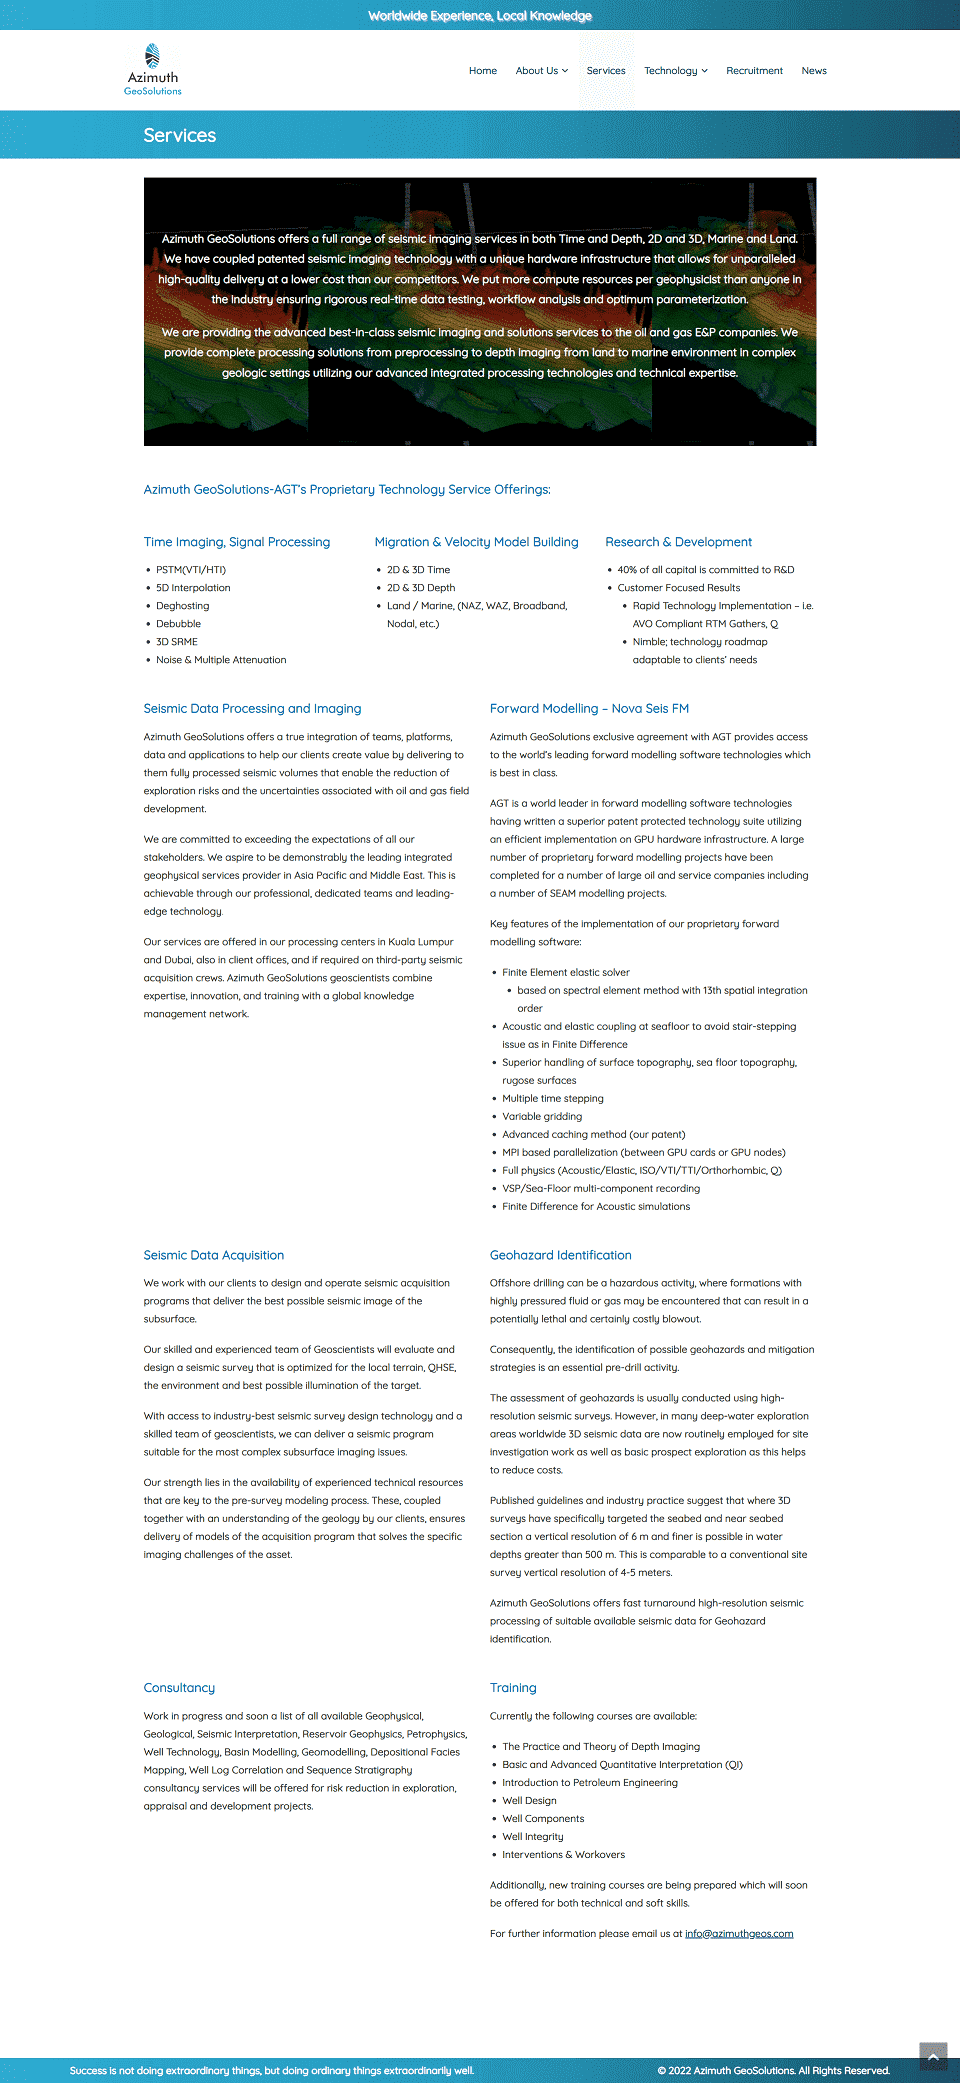 Worldwide Experience, Local Knowledge
Azimuth
GeoSolutions
Home About Us Services Technology Recruitment News
Services
Azimuth GeoSolutions offers a full range of seismic imaging services in both Time and Depth, 2D and 3D, Marine and Land.
We have coupled patented seismic imaging technology with a unique hardware infrastructure that allows for unparalleled
high-quality delivery at a lower cost than our competitors. We put more compute resources per geophysicist than anyone in
the industry ensuring rigorous real-time data testing, workflow analysis and optimum parameterization.
We are providing the advanced best-in-class seismic imaging and solutions services to the oil and gas E&P companies. We
provide complete processing solutions from preprocessing to depth imaging from land to marine environment in complex
geologic settings utilizing our advanced integrated processing technologies and technical expertise.
Azimuth GeoSolutions-AGT's Proprietary Technology Service Offerings:
Time Imaging, Signal Processing
• PSTM(VTI/HTI)
• 5D Interpolation
• Deghosting
• Debubble
• 3D SRME
• Noise & Multiple Attenuation
Migration & Velocity Model Building
• 2D & 3D Time
• 2D & 3D Depth
• Land / Marine, (NAZ, WAZ, Broadband,
Nodal, etc.)
Research & Development
• 40% of all capital is committed to R&D
• Customer Focused Results
• Rapid Technology Implementation – i.e.
AVO Compliant RTM Gathers, Q
• Nimble; technology roadmap
adaptable to clients' needs
Seismic Data Processing and Imaging
Azimuth GeoSolutions offers a true integration of teams, platforms,
data and applications to help our clients create value by delivering to
them fully processed seismic volumes that enable the reduction of
exploration risks and the uncertainties associated with oil and gas field
development.
We are committed to exceeding the expectations of all our
stakeholders. We aspire to be demonstrably the leading integrated
geophysical services provider in Asia Pacific and Middle East. This is
achievable through our professional, dedicated teams and leading-
edge technology.
Our services are offered in our processing centers in Kuala Lumpur
and Dubai, also in client offices, and if required on third-party seismic
acquisition crews. Azimuth GeoSolutions geoscientists combine
expertise, innovation, and training with a global knowledge
management network.
Forward Modelling – Nova Seis FM
Azimuth GeoSolutions exclusive agreement with AGT provides access
to the world's leading forward modelling software technologies which
is best in class.
AGT is a world leader in forward modelling software technologies
having written a superior patent protected technology suite utilizing
an efficient implementation on GPU hardware infrastructure. A large
number of proprietary forward modelling projects have been
completed for a number of large oil and service companies including
a number of SEAM modelling projects.
Key features of the implementation of our proprietary forward
modelling software:
• Finite Element elastic solver
• based on spectral element method with 13th spatial integration
order
• Acoustic and elastic coupling at seafloor to avoid stair-stepping
issue as in Finite Difference
• Superior handling of surface topography, sea floor topography,
rugose surfaces
• Multiple time stepping
• Variable gridding
• Advanced caching method (our patent)
• MPI based parallelization (between GPU cards or GPU nodes)
• Full physics (Acoustic/Elastic, ISO/VTI/TTI/Orthorhombic, Q)
• VSP/Sea-Floor multi-component recording
• Finite Difference for Acoustic simulations
Seismic Data Acquisition
We work with our clients to design and operate seismic acquisition
programs that deliver the best possible seismic image of the
subsurface.
Our skilled and experienced team of Geoscientists will evaluate and
design a seismic survey that is optimized for the local terrain, QHSE,
the environment and best possible illumination of the target.
With access to industry-best seismic survey design technology and a
skilled team of geoscientists, we can deliver a seismic program
suitable for the most complex subsurface imaging issues.
Our strength lies in the availability of experienced technical resources
that are key to the pre-survey modeling process. These, coupled
together with an understanding of the geology by our clients, ensures
delivery of models of the acquisition program that solves the specific
imaging challenges of the asset.
Geohazard Identification
Offshore drilling can be a hazardous activity, where formations with
highly pressured fluid or gas may be encountered that can result in a
potentially lethal and certainly costly blowout.
Consequently, the identification of possible geohazards and mitigation
strategies is an essential pre-drill activity.
The assessment of geohazards is usually conducted using high-
resolution seismic surveys. However, in many deep-water exploration
areas worldwide 3D seismic data are now routinely employed for site
investigation work as well as basic prospect exploration as this helps
to reduce costs.
Published guidelines and industry practice suggest that where 3D
surveys have specifically targeted the seabed and near seabed
section a vertical resolution of 6 m and finer is possible in water
depths greater than 500 m. This is comparable to a conventional site
survey vertical resolution of 4-5 meters.
Azimuth GeoSolutions offers fast turnaround high-resolution seismic
processing of suitable available seismic data for Geohazard
identification.
Consultancy
Work in progress and soon a list of all available Geophysical,
Geological, Seismic Interpretation, Reservoir Geophysics, Petrophysics,
Well Technology, Basin Modelling, Geomodelling, Depositional Facies
Mapping, Well Log Correlation and Sequence Stratigraphy
consultancy services will be offered for risk reduction in exploration,
appraisal and development projects.
Training
Currently the following courses are available:
• The Practice and Theory of Depth Imaging
• Basic and Advanced Quantitative Interpretation (QI)
• Introduction to Petroleum Engineering
• Well Design
• Well Components
• Well Integrity
• Interventions & Workovers
Additionally, new training courses are being prepared which will soon
be offered for both technical and soft skills.
For further information please email us at info@azimuthgeos.com
Success is not doing extraordinary things, but doing ordinary things extraordinarily well.
© 2022 Azimuth GeoSolutions. All Rights Reserved.